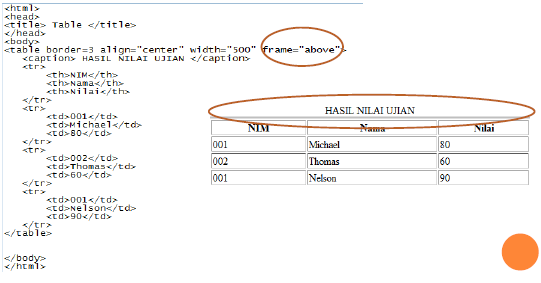 <html>
<head>
<title> Table </title>
</head>
<body>
<table border=3 align="center" width="500" frame="above">
<caption> HASIL NILAI UJIAN </caption>
<tr>
<th>NIM</th>
<th>Nama</th>
<th>Nilai</th>
</tr>
<tr>
<td>001</td>
<td>Michael</td>
<td>80</td>
</tr>
<tr>
<td>002</td>
<td>Thomas</td>
<td>60</td>
</tr>
<tr>
<td>001</td>
<td>Nelson</td>
<td>90</td>
</tr>
</table>
</body>
</html>
HASIL NILAI UJIAN
NIM Nama Nilai
001 Michael 80
002 Thomas 60
001 Nelson 90